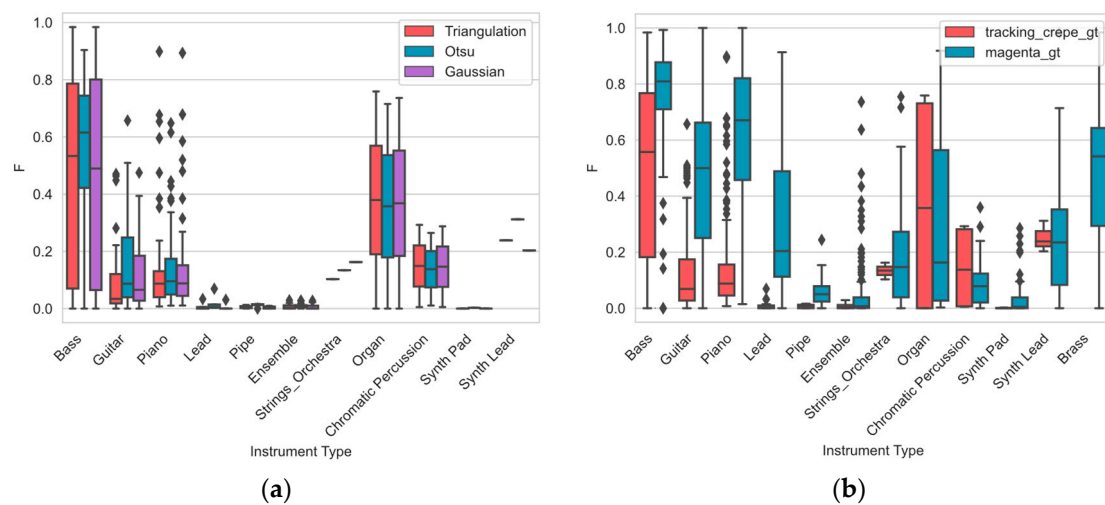 1.0
0.8
0.6
0.4
0.2
0.0
F
Triangulation
Otsu
Gaussian
Bass
Guitar
Piano
Lead
Pipe
Ensemble
Strings_Orchestra
Organ
Chromatic Percussion
Synth Pad
Synth Lead
Instrument Type
(a)
1.0
0.8
0.6
0.4
0.2
0.0
F
tracking_crepe_gt
magenta_gt
Bass
Guitar
Piano
Lead
Pipe
Ensemble
Strings_Orchestra
Organ
Chromatic Percussion
Synth Pad
Synth Lead
Brass
Instrument Type
(b)